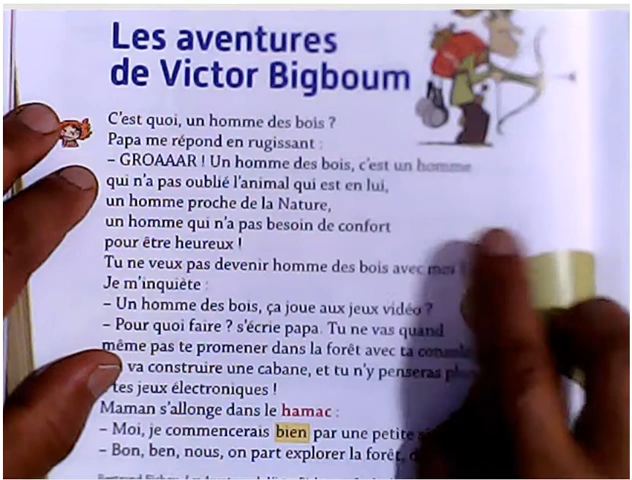 Les aventures
de Victor Bigboum
C'est quoi, un homme des bois ?
Papa me répond en rugissant :
– GROAAAR ! Un homme des bois, c'est un homme
qui n'a pas oublié l'animal qui est en lui,
un homme proche de la Nature,
un homme qui n'a pas besoin de confort
pour être heureux !
Tu ne veux pas devenir homme des bois avec moi ?
Je m'inquiète :
– Un homme des bois, ça joue aux jeux vidéo ?
– Pour quoi faire ? s'écrie papa. Tu ne vas quand
même pas te promener dans la forêt avec ta console
va construire une cabane, et tu n'y penseras plus
tes jeux électroniques !
Maman s'allonge dans le hamac :
– Moi, je commencerais bien par une petite
– Bon, ben, nous, on part explorer la forêt,